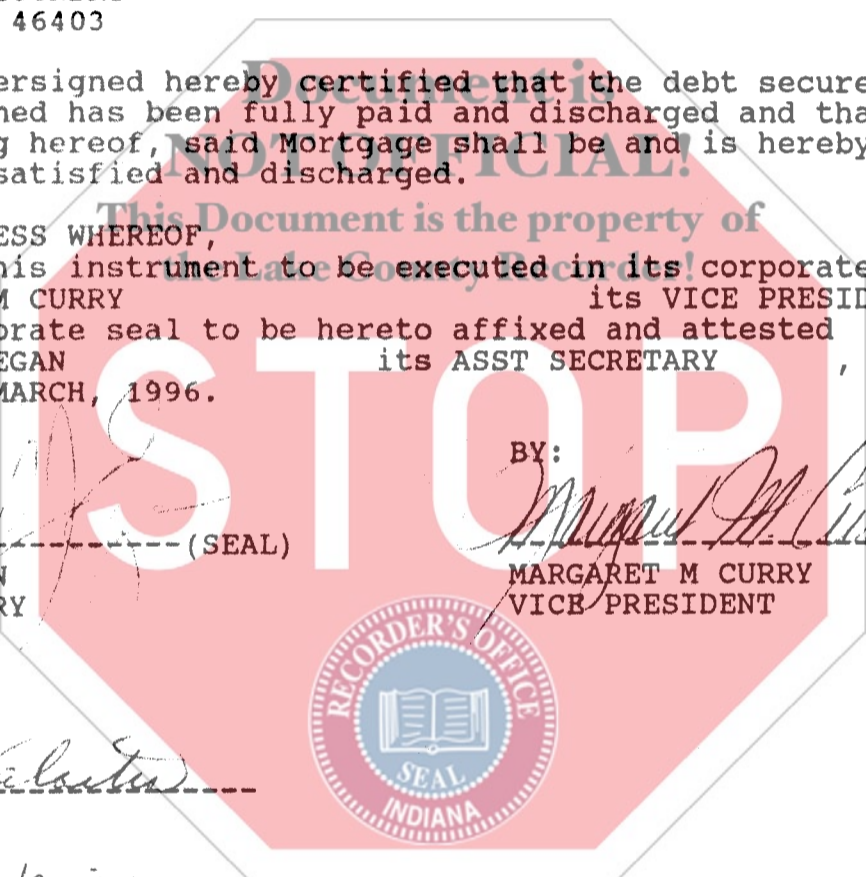 46403
ersigned hereby certified that the debt secure
ned has been fully paid and discharged and tha
g hereof, said Mortgage shall be and is hereby
satisfied and discharged.
Document is
NOT OFFICIAL!
This Document is the property of
the Lake County Recorder!
ESS WHEREOF,
his instrument to be executed in its corporate
M CURRY its VICE PRESID
orate seal to be hereto affixed and attested
EGAN its ASST SECRETARY ,
MARCH, 1996.
STOP
BY:
Margaret M. Cu
(SEAL)
N MARGARET M CURRY
RY VICE PRESIDENT
RECORDER'S OFFICE
SEAL
INDIANA